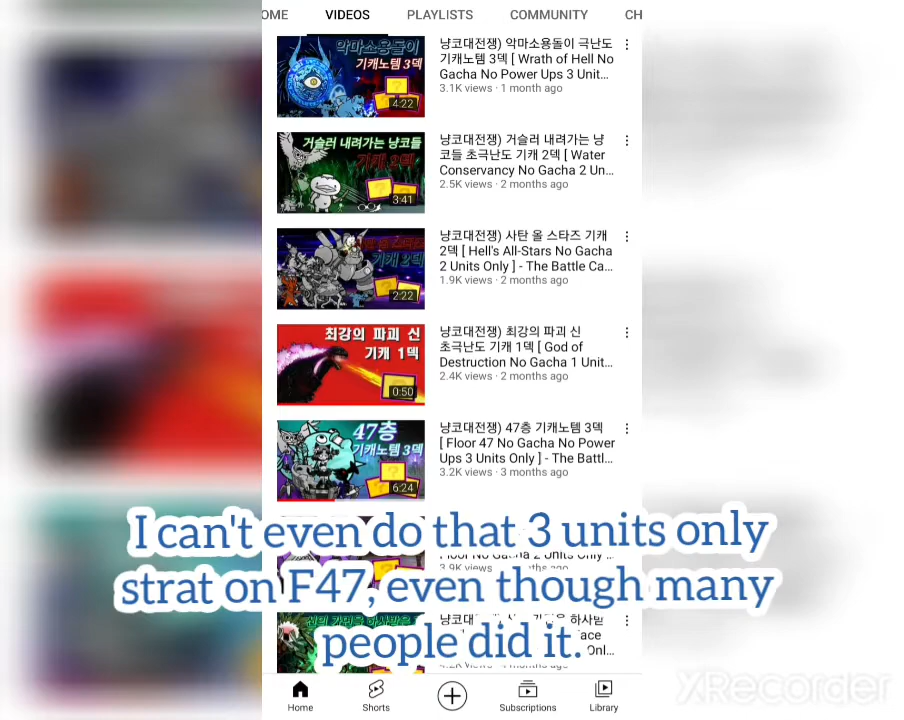 OME VIDEOS PLAYLISTS COMMUNITY CH
악마소용돌이
기캐노템 3덱
4:22
냥코대전쟁) 악마소용돌이 극난도
기캐노템 3덱 [ Wrath of Hell No
Gacha No Power Ups 3 Unit...
3.1K views · 1 month ago
거슬러 내려가는 냥코들
기캐 2덱
3:41
냥코대전쟁) 거슬러 내려가는 냥
코들 초극난도 기캐 2덱 [ Water
Conservancy No Gacha 2 Un...
2.5K views · 2 months ago
기캐 2덱
2:22
냥코대전쟁) 사탄 올 스타즈 기캐
2덱 [ Hell's All-Stars No Gacha
2 Units Only ] - The Battle Ca...
1.9K views · 2 months ago
최강의 파괴 신
기캐 1덱
0:50
냥코대전쟁) 최강의 파괴 신
초극난도 기캐 1덱 [ God of
Destruction No Gacha 1 Unit...
2.4K views · 2 months ago
47층
기캐노템 3덱
6:24
냥코대전쟁) 47층 기캐노템 3덱
[ Floor 47 No Gacha No Power
Ups 3 Units Only ] - The Battl...
3.2K views · 3 months ago
I can't even do that 3 units only
strat on F47, even though many
people did it.
Home Shorts Subscriptions Library
XRecorder